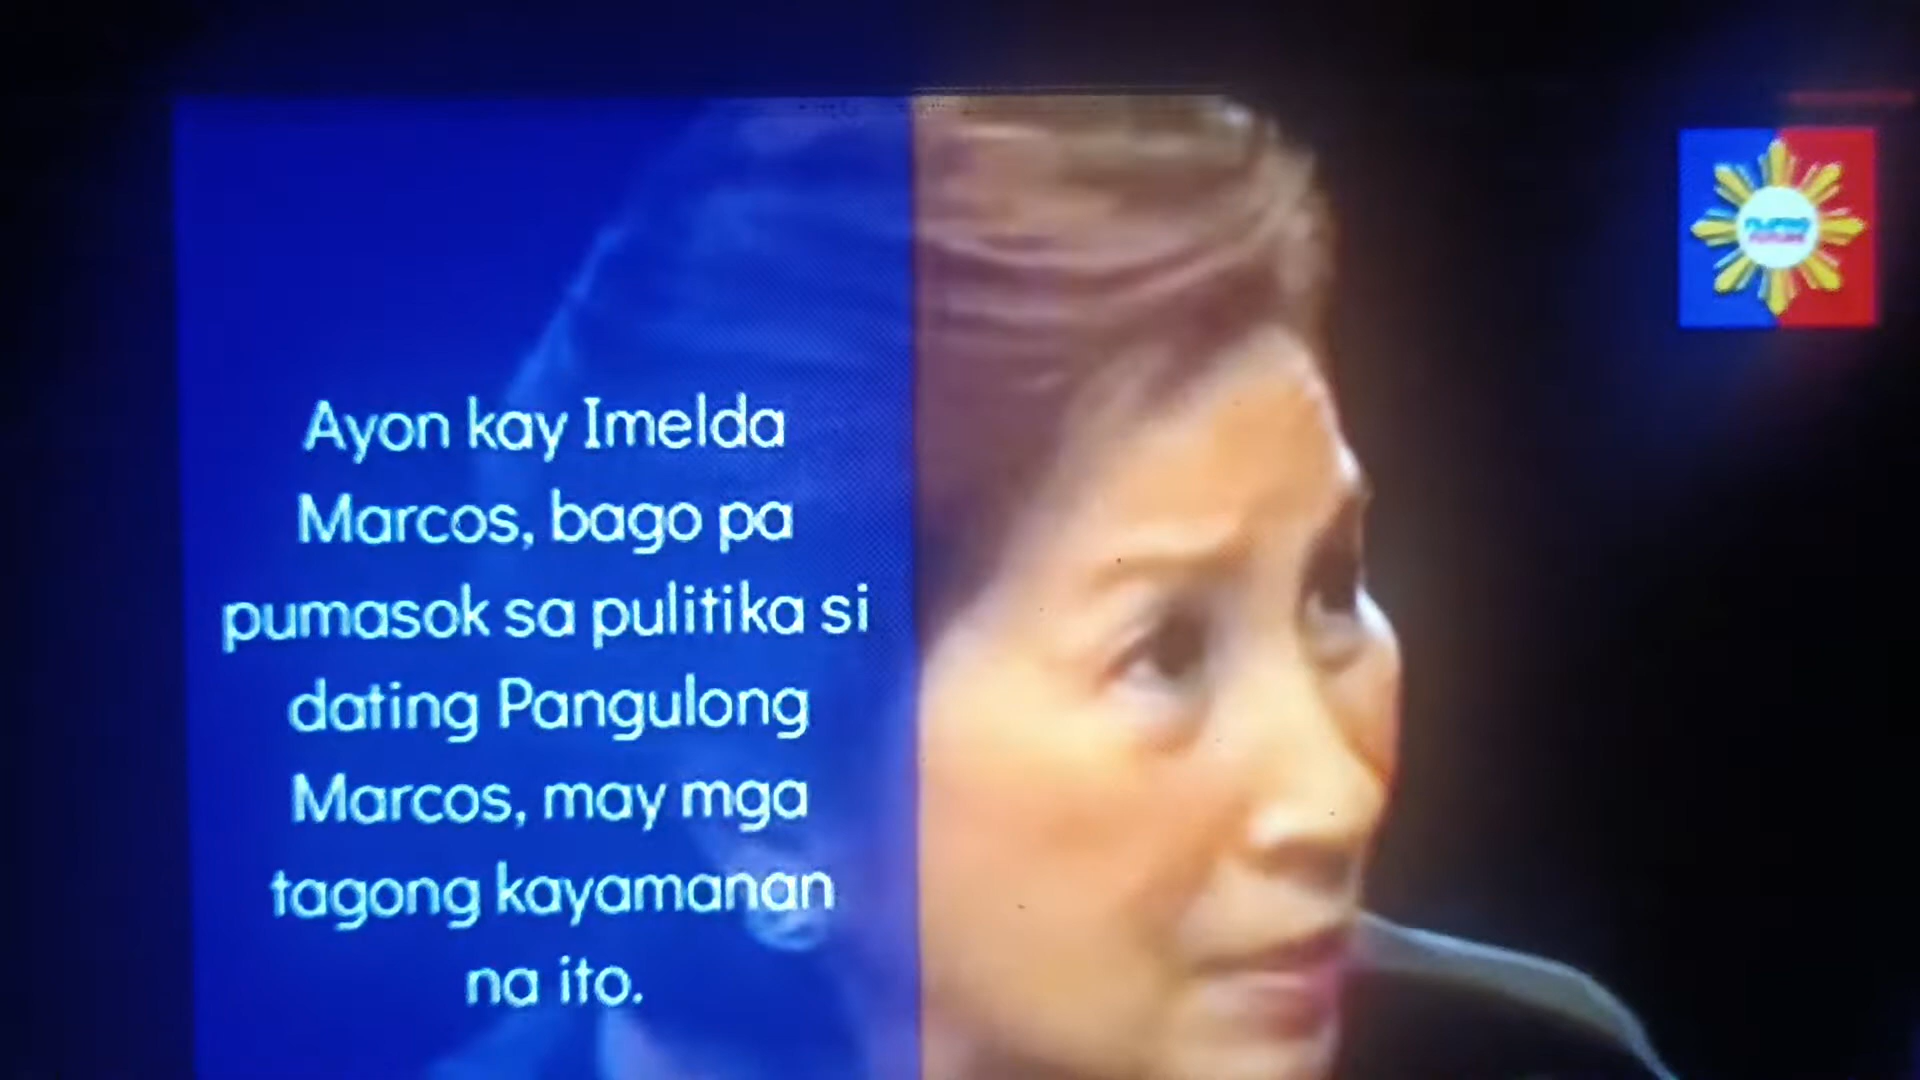 Ayon kay Imelda
Marcos, bago pa
pumasok sa pulitika si
dating Pangulong
Marcos, may mga
tagong kayamanan
na ito.